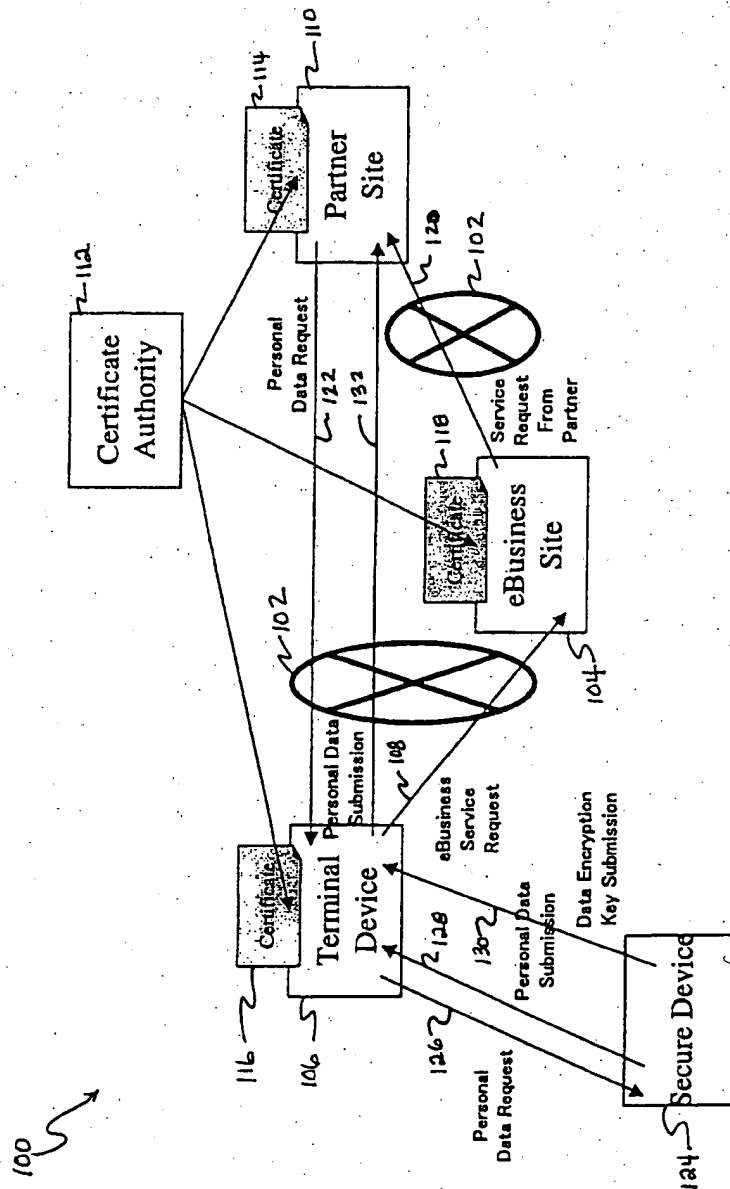 100
112
Certificate
Authority
114
Certificate
110
Partner
Site
116
Certificate
106
Terminal
Device
Personal
Data Request
122
132
Personal Data
Submission
102
108
eBusiness
Service
Request
118
Certificate
eBusiness
Site
104
Service
Request
From
Partner
120
102
126
Personal
Data Request
128
130
Personal Data
Submission
Data Encryption
Key Submission
Secure Device
124